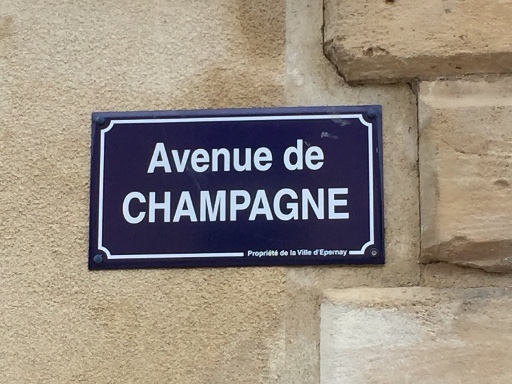 Avenue de
CHAMPAGNE
Propriété de la Ville d'Epernay